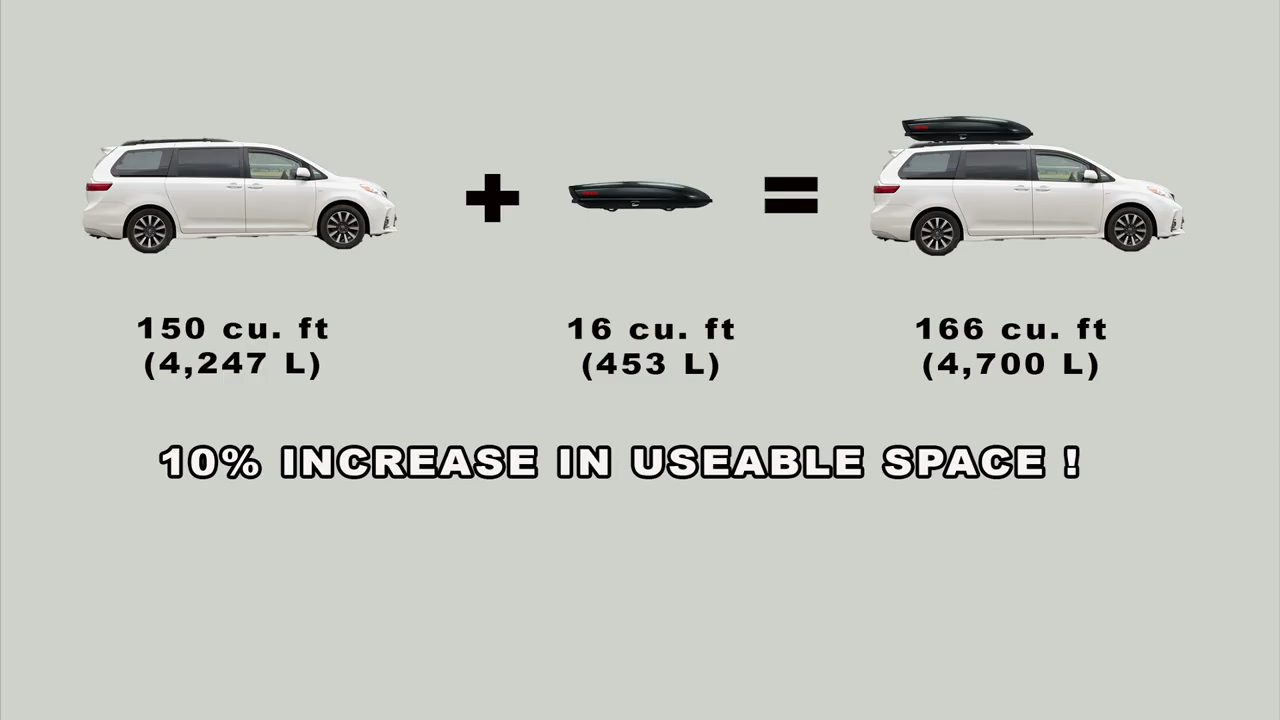 150 cu. ft
(4,247 L)
16 cu. ft
(453 L)
166 cu. ft
(4,700 L)
10% INCREASE IN USEABLE SPACE !